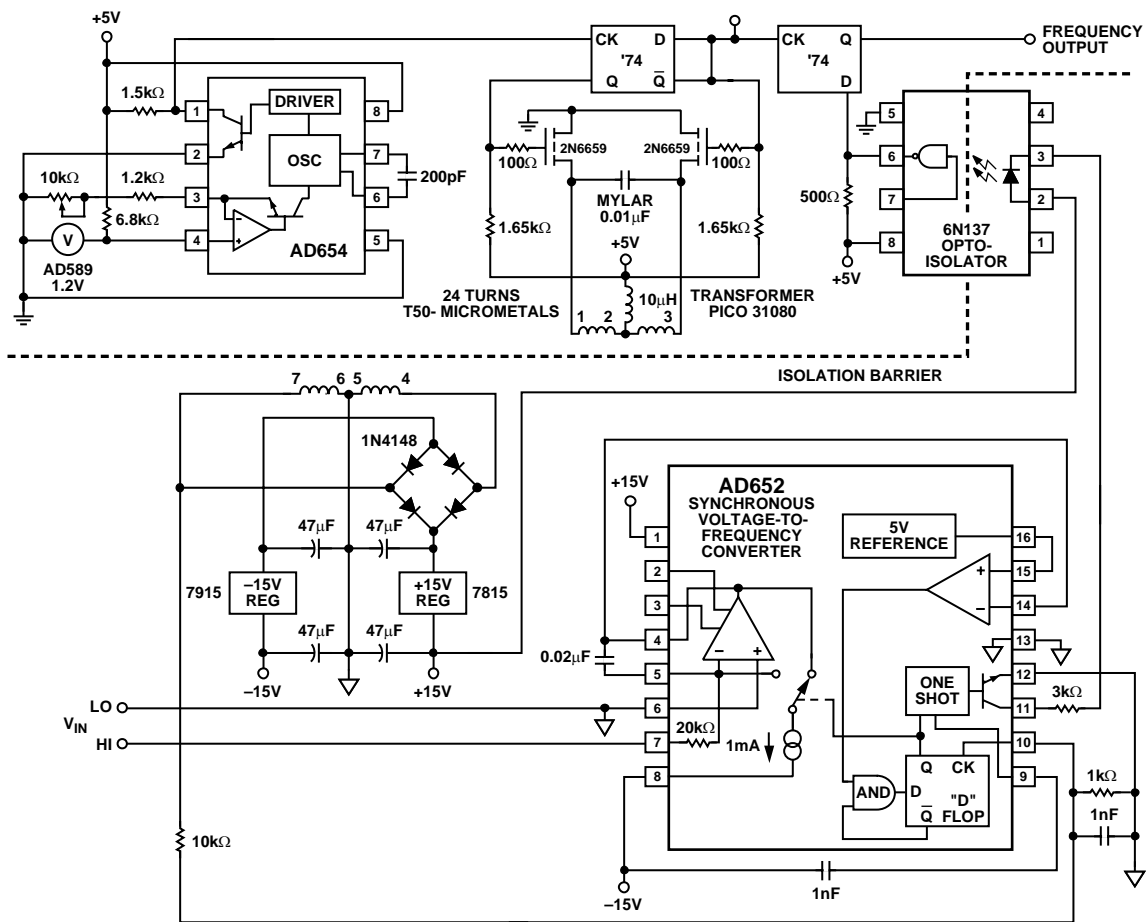 +5V
CK
D
'74
Q
Q
CK
Q
'74
D
FREQUENCY
OUTPUT
1.5kΩ
1
DRIVER
8
2
OSC
7
6
200pF
10kΩ
1.2kΩ
3
6.8kΩ
V
4
5
AD654
AD589
1.2V
2N6659
2N6659
100Ω
100Ω
MYLAR
0.01μF
1.65kΩ
1.65kΩ
+5V
24 TURNS
T50- MICROMETALS
10μH
1
2
3
TRANSFORMER
PICO 31080
500Ω
+5V
5
4
6
3
7
2
8
1
6N137
OPTO-
ISOLATOR
ISOLATION BARRIER
7
6
5
4
1N4148
47μF
47μF
7915
–15V
REG
+15V
REG
7815
47μF
47μF
–15V
+15V
LO
VIN
HI
10kΩ
AD652
SYNCHRONOUS
VOLTAGE-TO-
FREQUENCY
CONVERTER
+15V
1
2
3
4
5
6
7
8
0.02μF
20kΩ
1mA
5V
REFERENCE
16
15
14
13
12
11
10
9
–
+
+
–
ONE
SHOT
3kΩ
AND
Q
CK
D
"D"
Q
FLOP
1kΩ
1nF
1nF
–15V